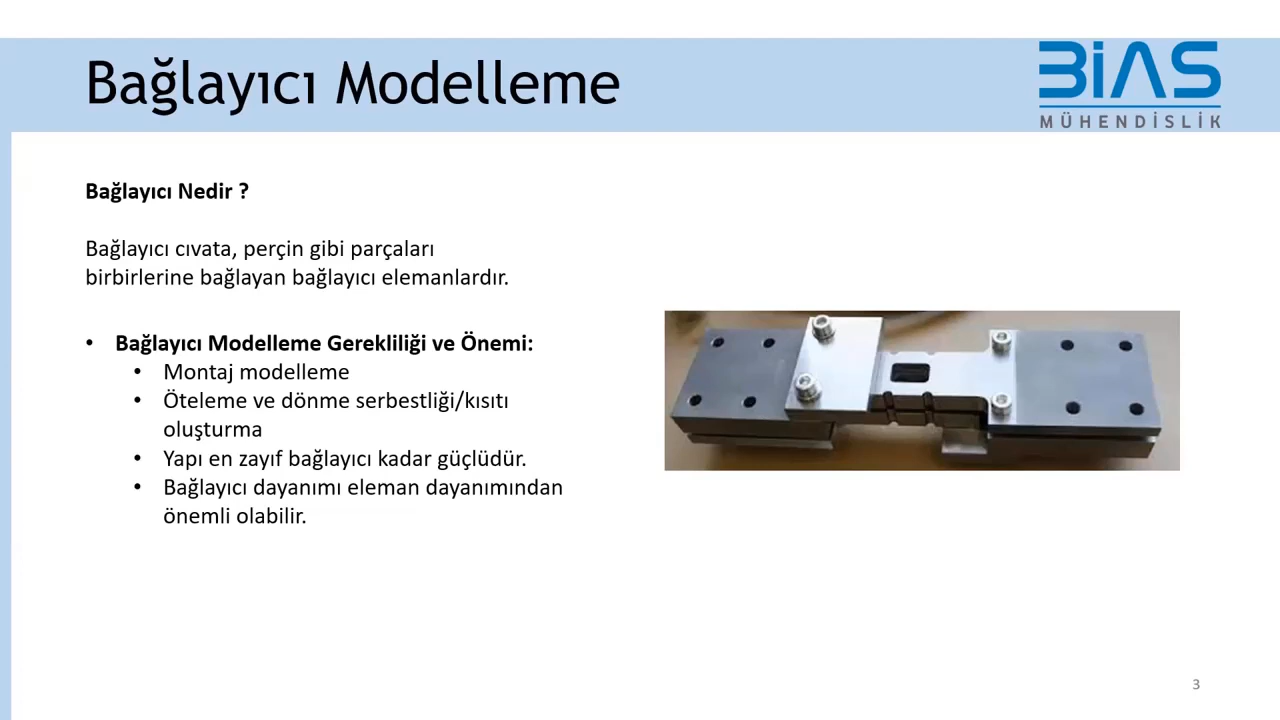 Bağlayıcı Modelleme
BİAS
MÜHENDİSLİK
Bağlayıcı Nedir ?
Bağlayıcı cıvata, perçin gibi parçaları
birbirlerine bağlayan bağlayıcı elemanlardır.
• Bağlayıcı Modelleme Gerekliliği ve Önemi:
• Montaj modelleme
• Öteleme ve dönme serbestliği/kısıtı
oluşturma
• Yapı en zayıf bağlayıcı kadar güçlüdür.
• Bağlayıcı dayanımı eleman dayanımından
önemli olabilir.
3